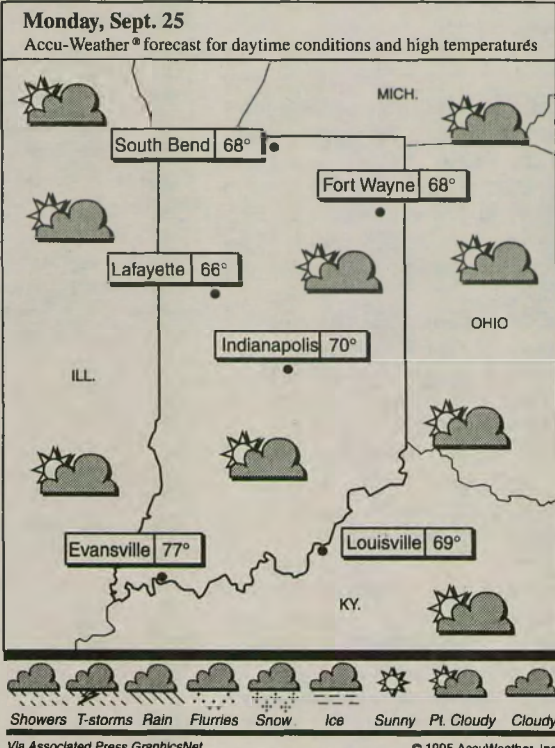 Monday, Sept. 25
Accu-Weather® forecast for daytime conditions and high temperatures
MICH.
South Bend 68°
Fort Wayne 68°
Lafayette 66°
OHIO
Indianapolis 70°
ILL.
Evansville 77°
Louisville 69°
KY.
Showers T-storms Rain Flurries Snow Ice Sunny Pt. Cloudy Cloudy
Via Associated Press GraphicsNet
© 1995 AccuWeather